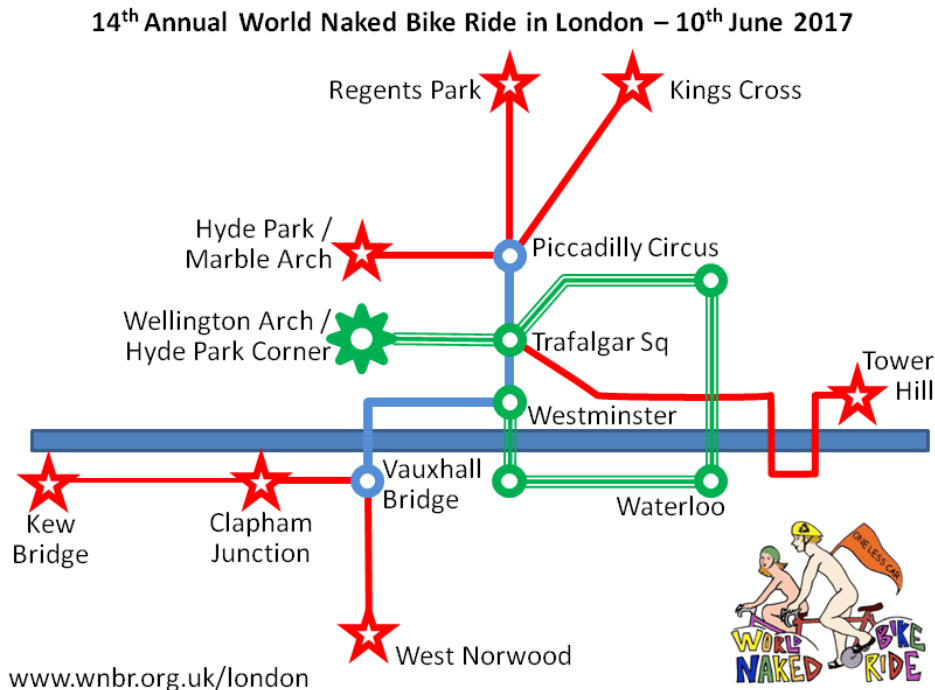 14th Annual World Naked Bike Ride in London – 10th June 2017
Regents Park
Kings Cross
Hyde Park /
Marble Arch
Piccadilly Circus
Wellington Arch /
Hyde Park Corner
Trafalgar Sq
Tower
Hill
Westminster
Vauxhall
Bridge
Waterloo
Kew
Bridge
Clapham
Junction
West Norwood
ONE LESS CAR
WORLD
NAKED
BIKE
RIDE
www.wnbr.org.uk/london